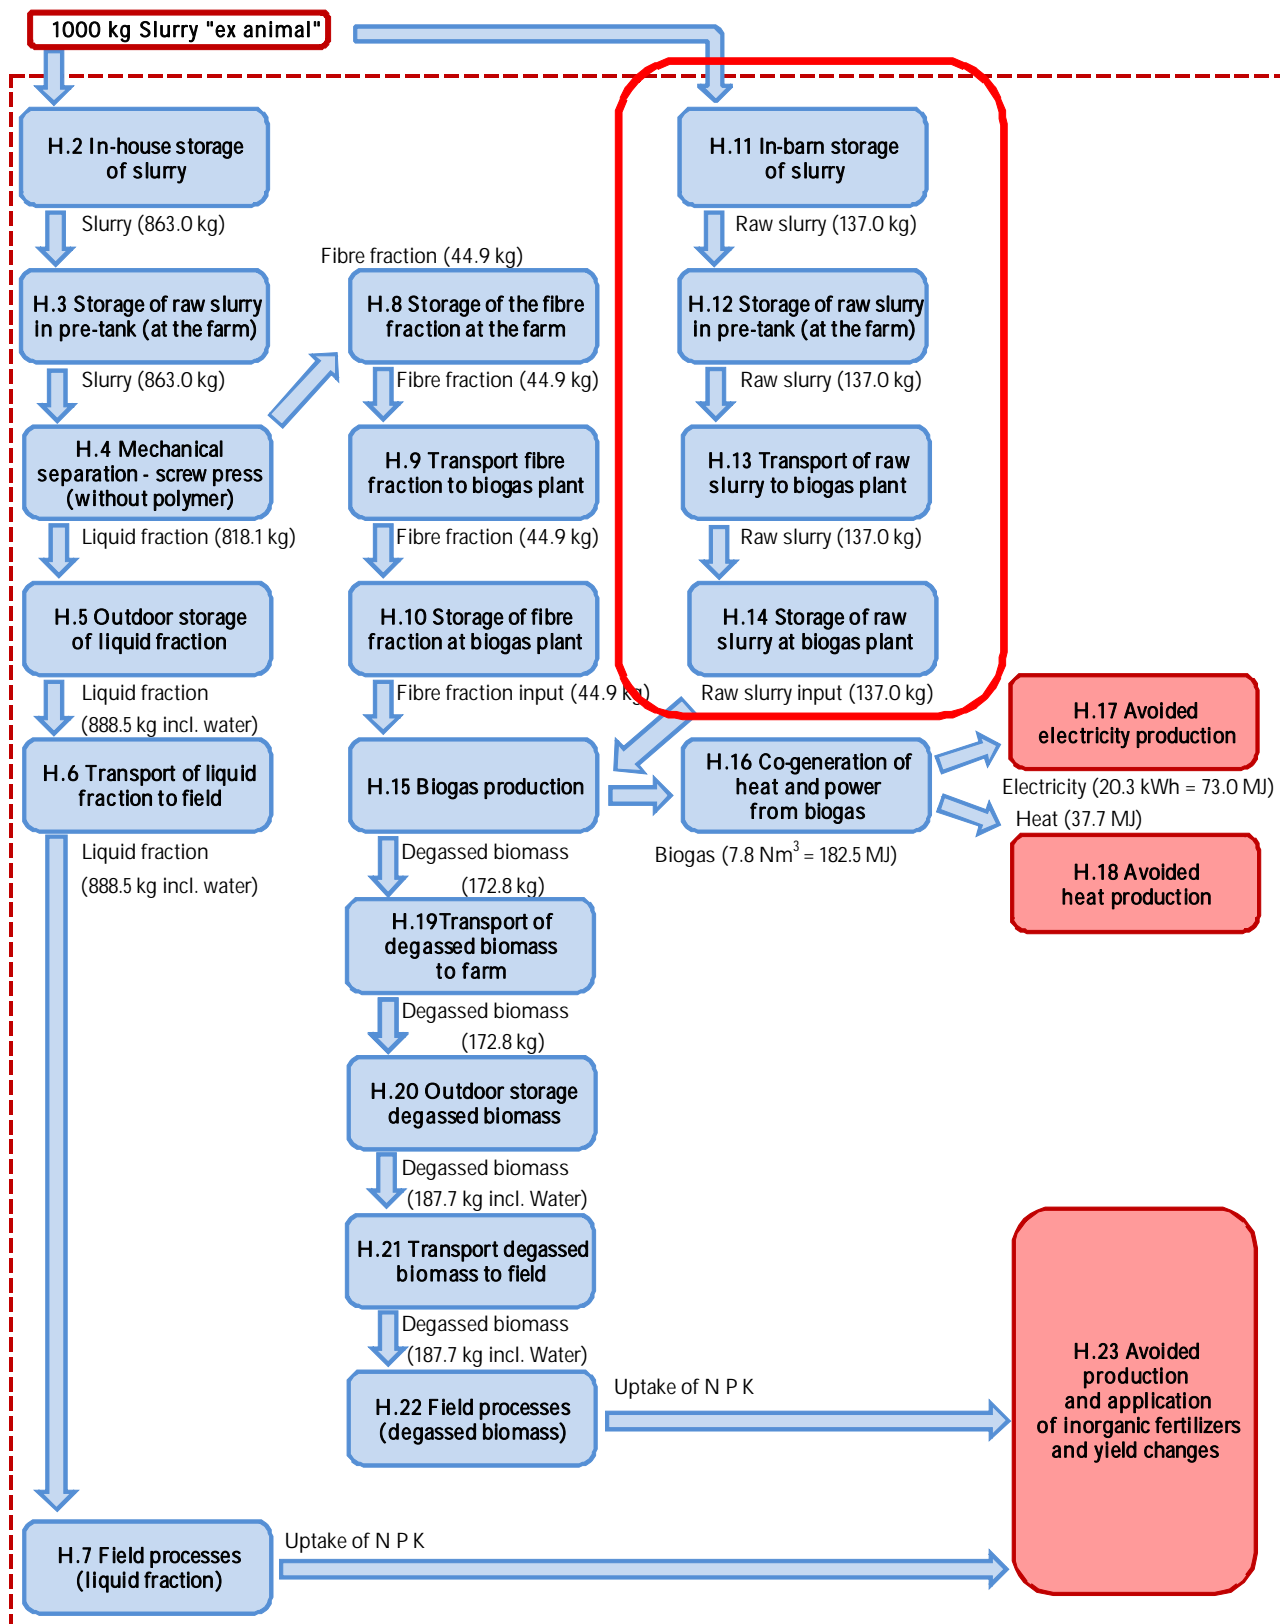 1000 kg Slurry "ex animal"
H.2 In-house storage
of slurry
Slurry (863.0 kg)
H.3 Storage of raw slurry
in pre-tank (at the farm)
Slurry (863.0 kg)
H.4 Mechanical
separation - screw press
(without polymer)
Liquid fraction (818.1 kg)
H.5 Outdoor storage
of liquid fraction
Liquid fraction
(888.5 kg incl. water)
H.6 Transport of liquid
fraction to field
Liquid fraction
(888.5 kg incl. water)
H.7 Field processes
(liquid fraction)
Uptake of N P K
Fibre fraction (44.9 kg)
H.8 Storage of the fibre
fraction at the farm
Fibre fraction (44.9 kg)
H.9 Transport fibre
fraction to biogas plant
Fibre fraction (44.9 kg)
H.10 Storage of fibre
fraction at biogas plant
Fibre fraction input (44.9 kg)
H.15 Biogas production
Degassed biomass
(172.8 kg)
H.19Transport of
degassed biomass
to farm
Degassed biomass
(172.8 kg)
H.20 Outdoor storage
degassed biomass
Degassed biomass
(187.7 kg incl. Water)
H.21 Transport degassed
biomass to field
Degassed biomass
(187.7 kg incl. Water)
H.22 Field processes
(degassed biomass)
Uptake of N P K
H.11 In-barn storage
of slurry
Raw slurry (137.0 kg)
H.12 Storage of raw slurry
in pre-tank (at the farm)
Raw slurry (137.0 kg)
H.13 Transport of raw
slurry to biogas plant
Raw slurry (137.0 kg)
H.14 Storage of raw
slurry at biogas plant
Raw slurry input (137.0 kg)
H.16 Co-generation of
heat and power
from biogas
Biogas (7.8 Nm³ = 182.5 MJ)
H.17 Avoided
electricity production
Electricity (20.3 kWh = 73.0 MJ)
Heat (37.7 MJ)
H.18 Avoided
heat production
H.23 Avoided
production
and application
of inorganic fertilizers
and yield changes